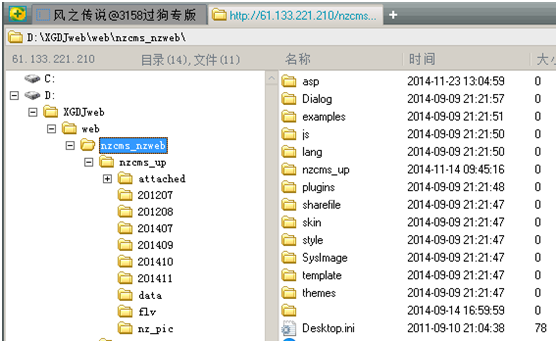 风之传说@3158过狗专版 http://61.133.221.210/nzcms...
D:\XGDJweb\web\nzcms_nzweb\
61.133.221.210 目录(14),文件(11) 名称 时间 大小
C:
D:
XGDJweb
web
nzcms_nzweb
nzcms_up
attached
201207
201208
201407
201409
201410
201411
data
flv
nz_pic
asp 2014-11-23 13:04:59 0
Dialog 2014-09-09 21:21:57 0
examples 2014-09-09 21:21:51 0
js 2014-09-09 21:21:50 0
lang 2014-09-09 21:21:50 0
nzcms_up 2014-11-14 09:45:16 0
plugins 2014-09-09 21:21:48 0
sharefile 2014-09-09 21:21:47 0
skin 2014-09-09 21:21:47 0
style 2014-09-09 21:21:47 0
SysImage 2014-09-09 21:21:47 0
template 2014-09-09 21:21:47 0
themes 2014-09-09 21:21:47 0
2014-09-14 16:59:59 0
Desktop.ini 2011-09-10 21:04:38 78